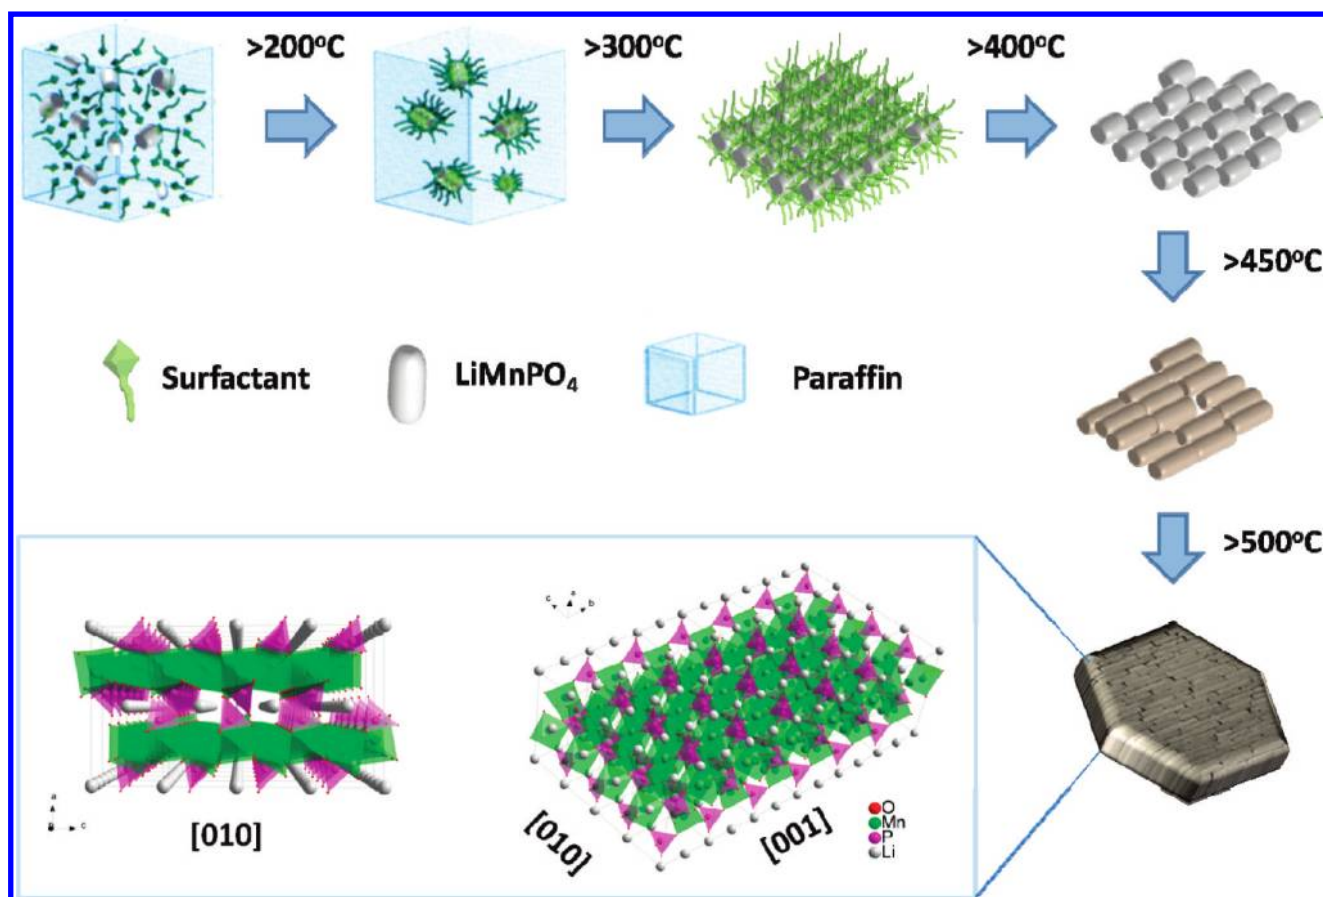 >200°C
>300°C
>400°C
>450°C
Surfactant
LiMnPO₄
Paraffin
>500°C
c a b
a
c
[010]
[010]
[001]
O
Mn
P
Li